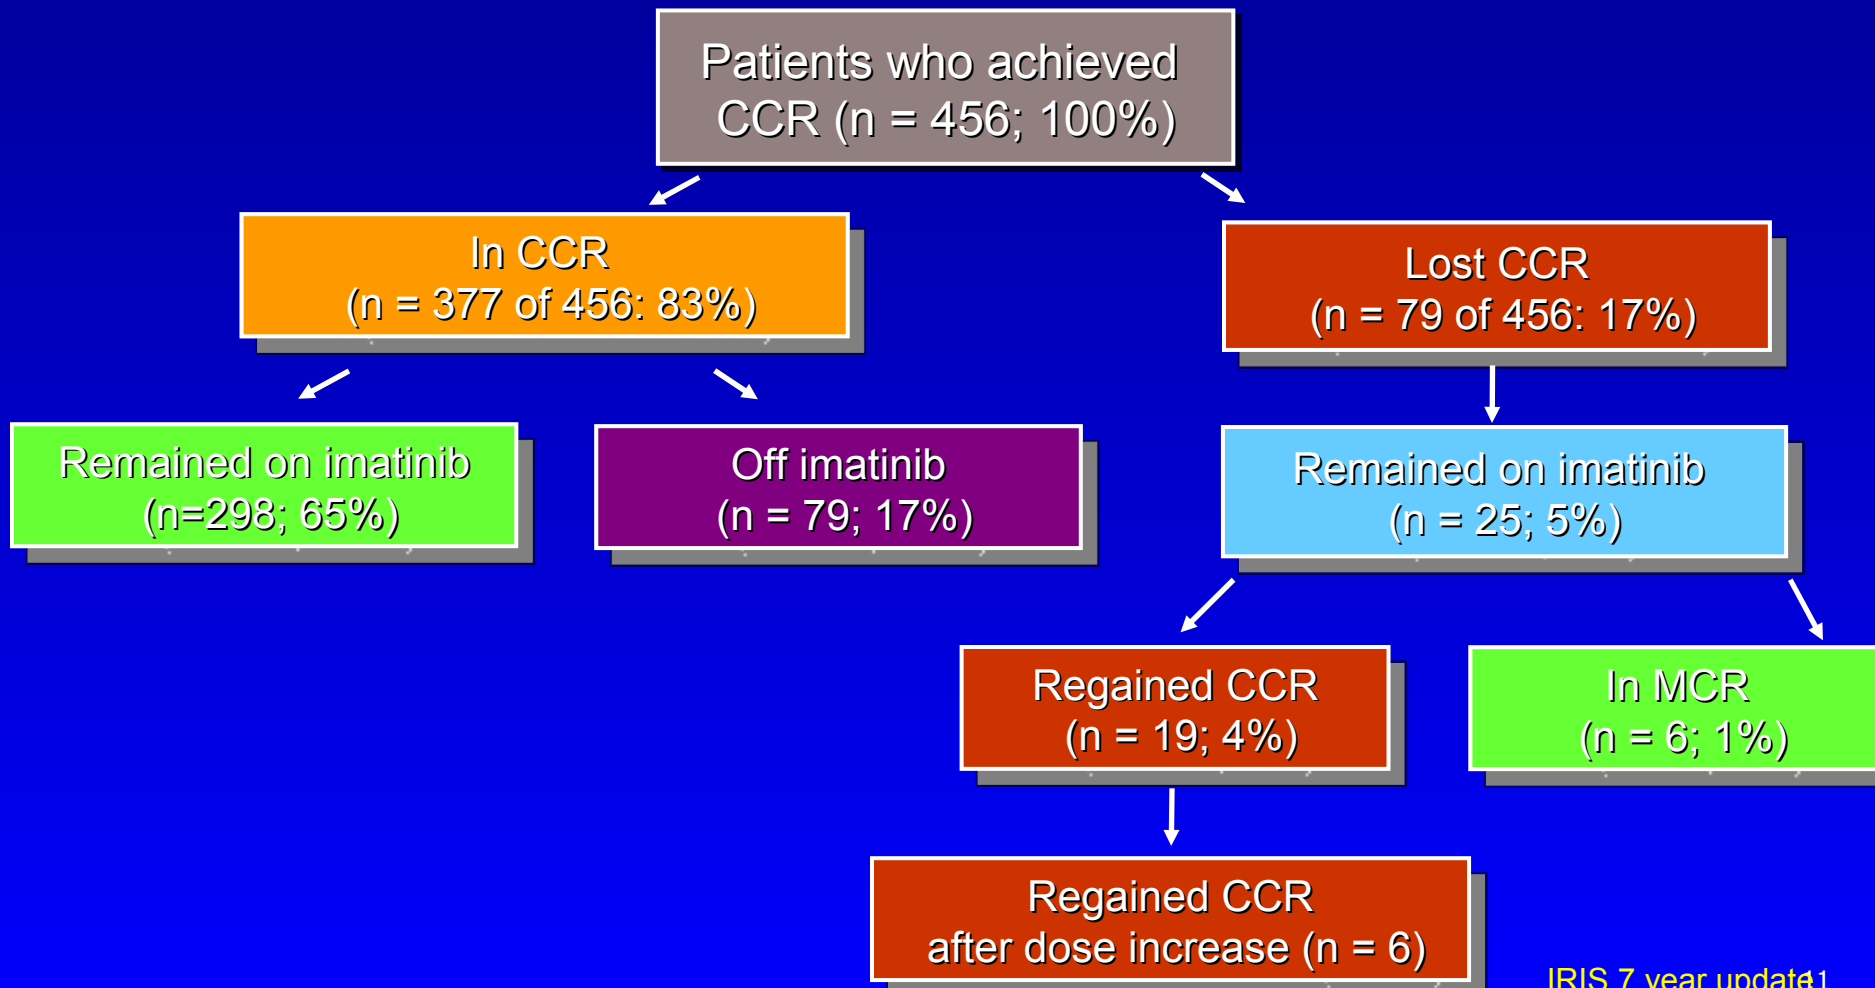 Patients who achieved
CCR (n = 456; 100%)
In CCR
(n = 377 of 456: 83%)
Lost CCR
(n = 79 of 456: 17%)
Remained on imatinib
(n=298; 65%)
Off imatinib
(n = 79; 17%)
Remained on imatinib
(n = 25; 5%)
Regained CCR
(n = 19; 4%)
In MCR
(n = 6; 1%)
Regained CCR
after dose increase (n = 6)
IRIS 7 year update
11